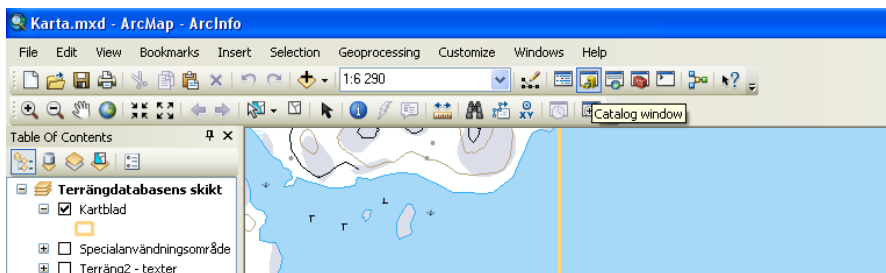 Karta.mxd - ArcMap - ArcInfo
File Edit View Bookmarks Insert Selection Geoprocessing Customize Windows Help
1:6 290
XY
Catalog window
Table Of Contents
Terrängdatabasens skikt
Kartblad
Specialanvändningsområde
Terräng2 - texter